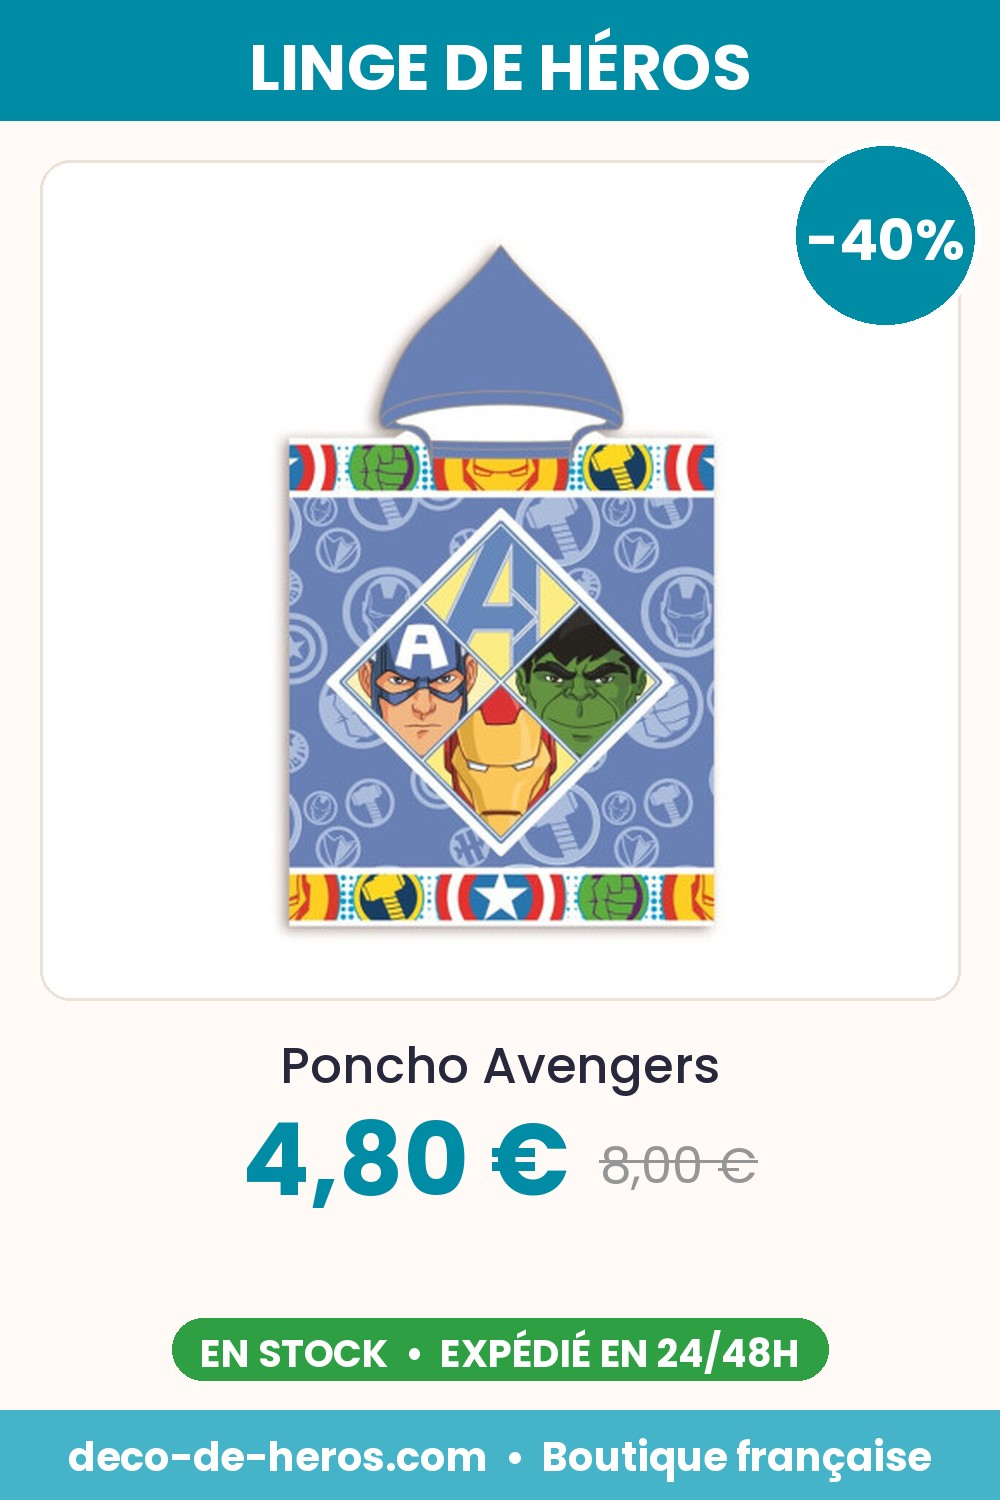 LINGE DE HÉROS
-40%
A
A
Poncho Avengers
4,80 € 8,00 €
EN STOCK • EXPÉDIÉ EN 24/48H
deco-de-heros.com • Boutique française